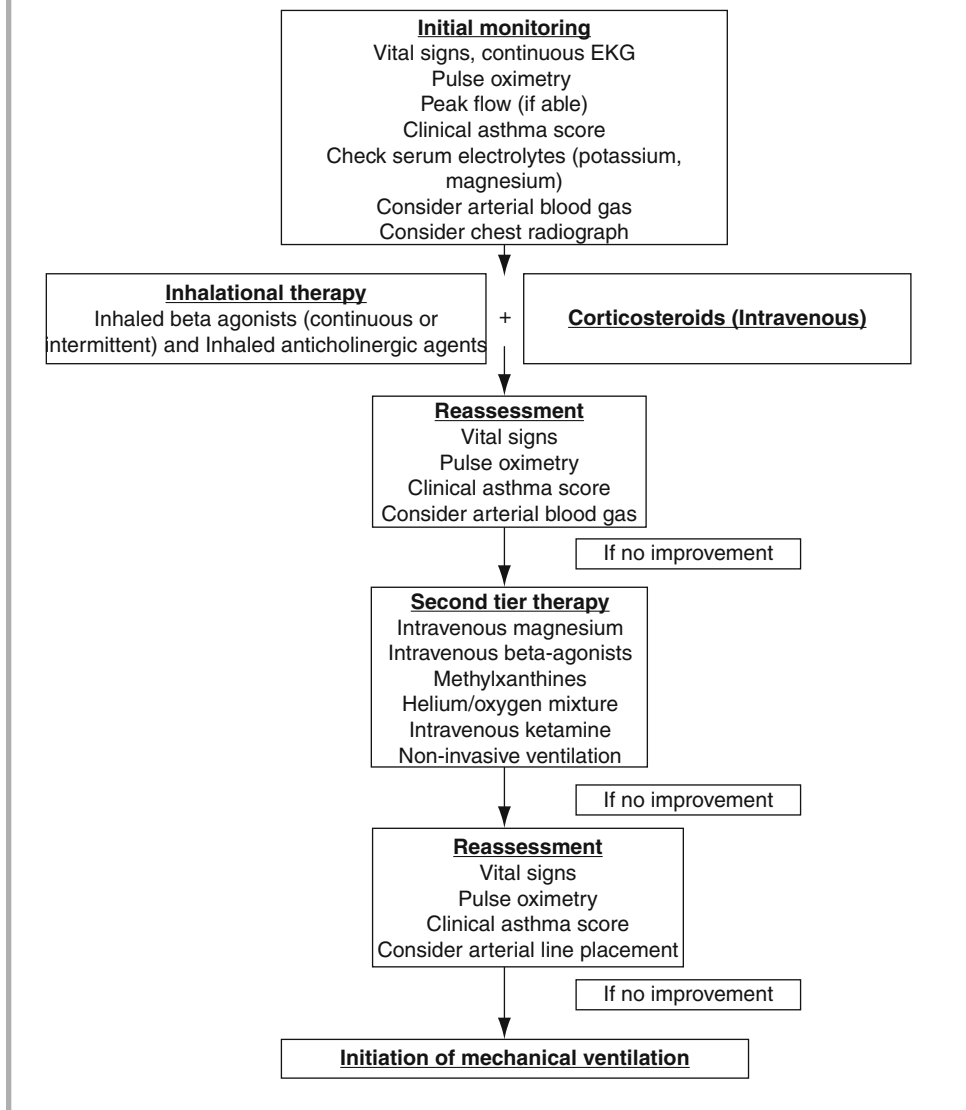 Initial monitoring
Vital signs, continuous EKG
Pulse oximetry
Peak flow (if able)
Clinical asthma score
Check serum electrolytes (potassium,
magnesium)
Consider arterial blood gas
Consider chest radiograph
Inhalational therapy
Inhaled beta agonists (continuous or
intermittent) and Inhaled anticholinergic agents
+
Corticosteroids (Intravenous)
Reassessment
Vital signs
Pulse oximetry
Clinical asthma score
Consider arterial blood gas
If no improvement
Second tier therapy
Intravenous magnesium
Intravenous beta-agonists
Methylxanthines
Helium/oxygen mixture
Intravenous ketamine
Non-invasive ventilation
If no improvement
Reassessment
Vital signs
Pulse oximetry
Clinical asthma score
Consider arterial line placement
If no improvement
Initiation of mechanical ventilation